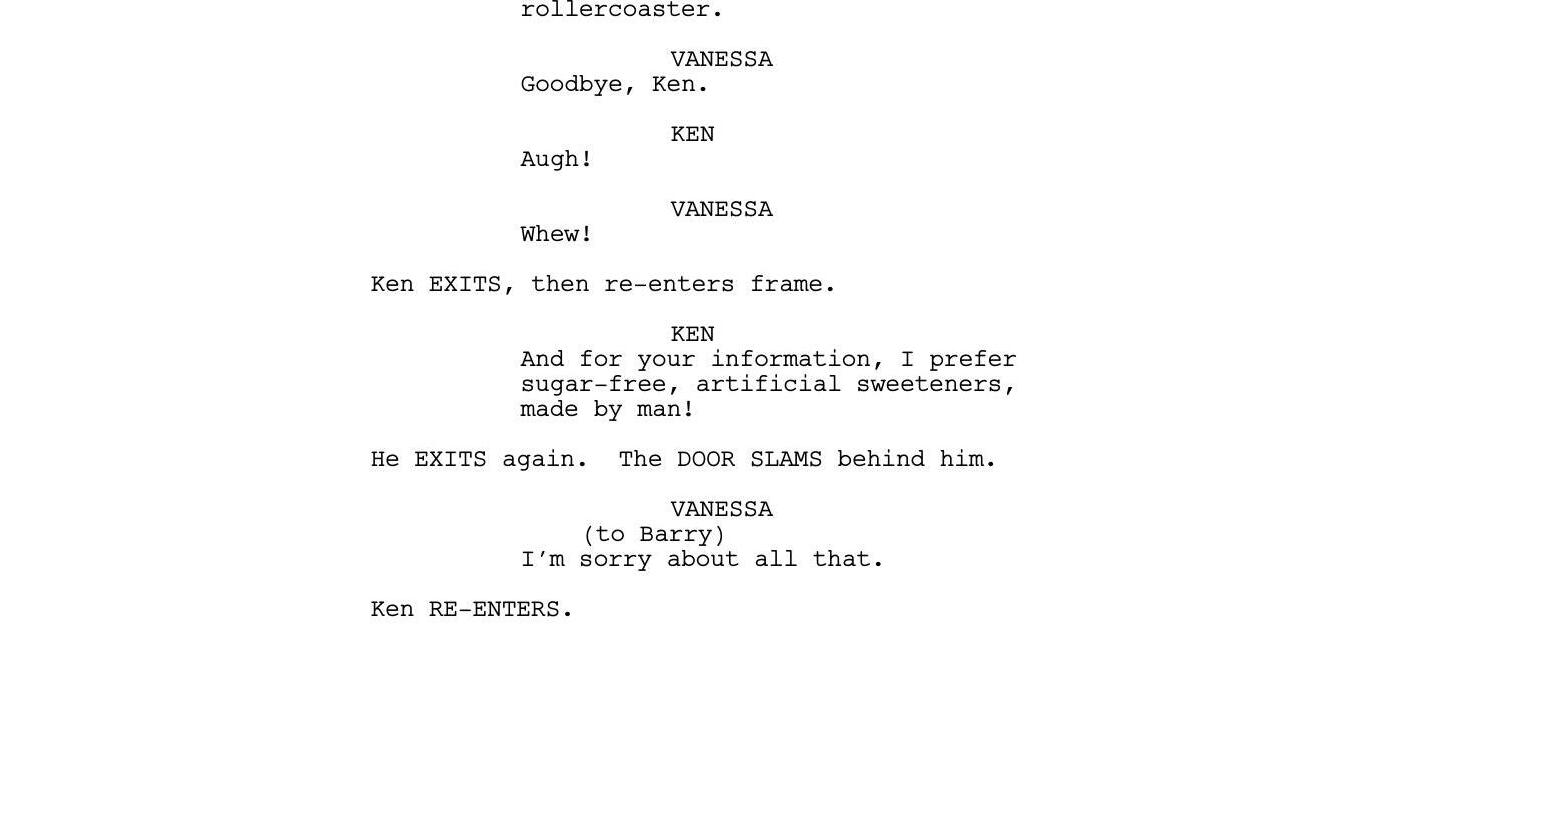 rollercoaster.
VANESSA
Goodbye, Ken.
KEN
Augh!
VANESSA
Whew!
Ken EXITS, then re-enters frame.
KEN
And for your information, I prefer
sugar-free, artificial sweeteners,
made by man!
He EXITS again.  The DOOR SLAMS behind him.
VANESSA
(to Barry)
I'm sorry about all that.
Ken RE-ENTERS.